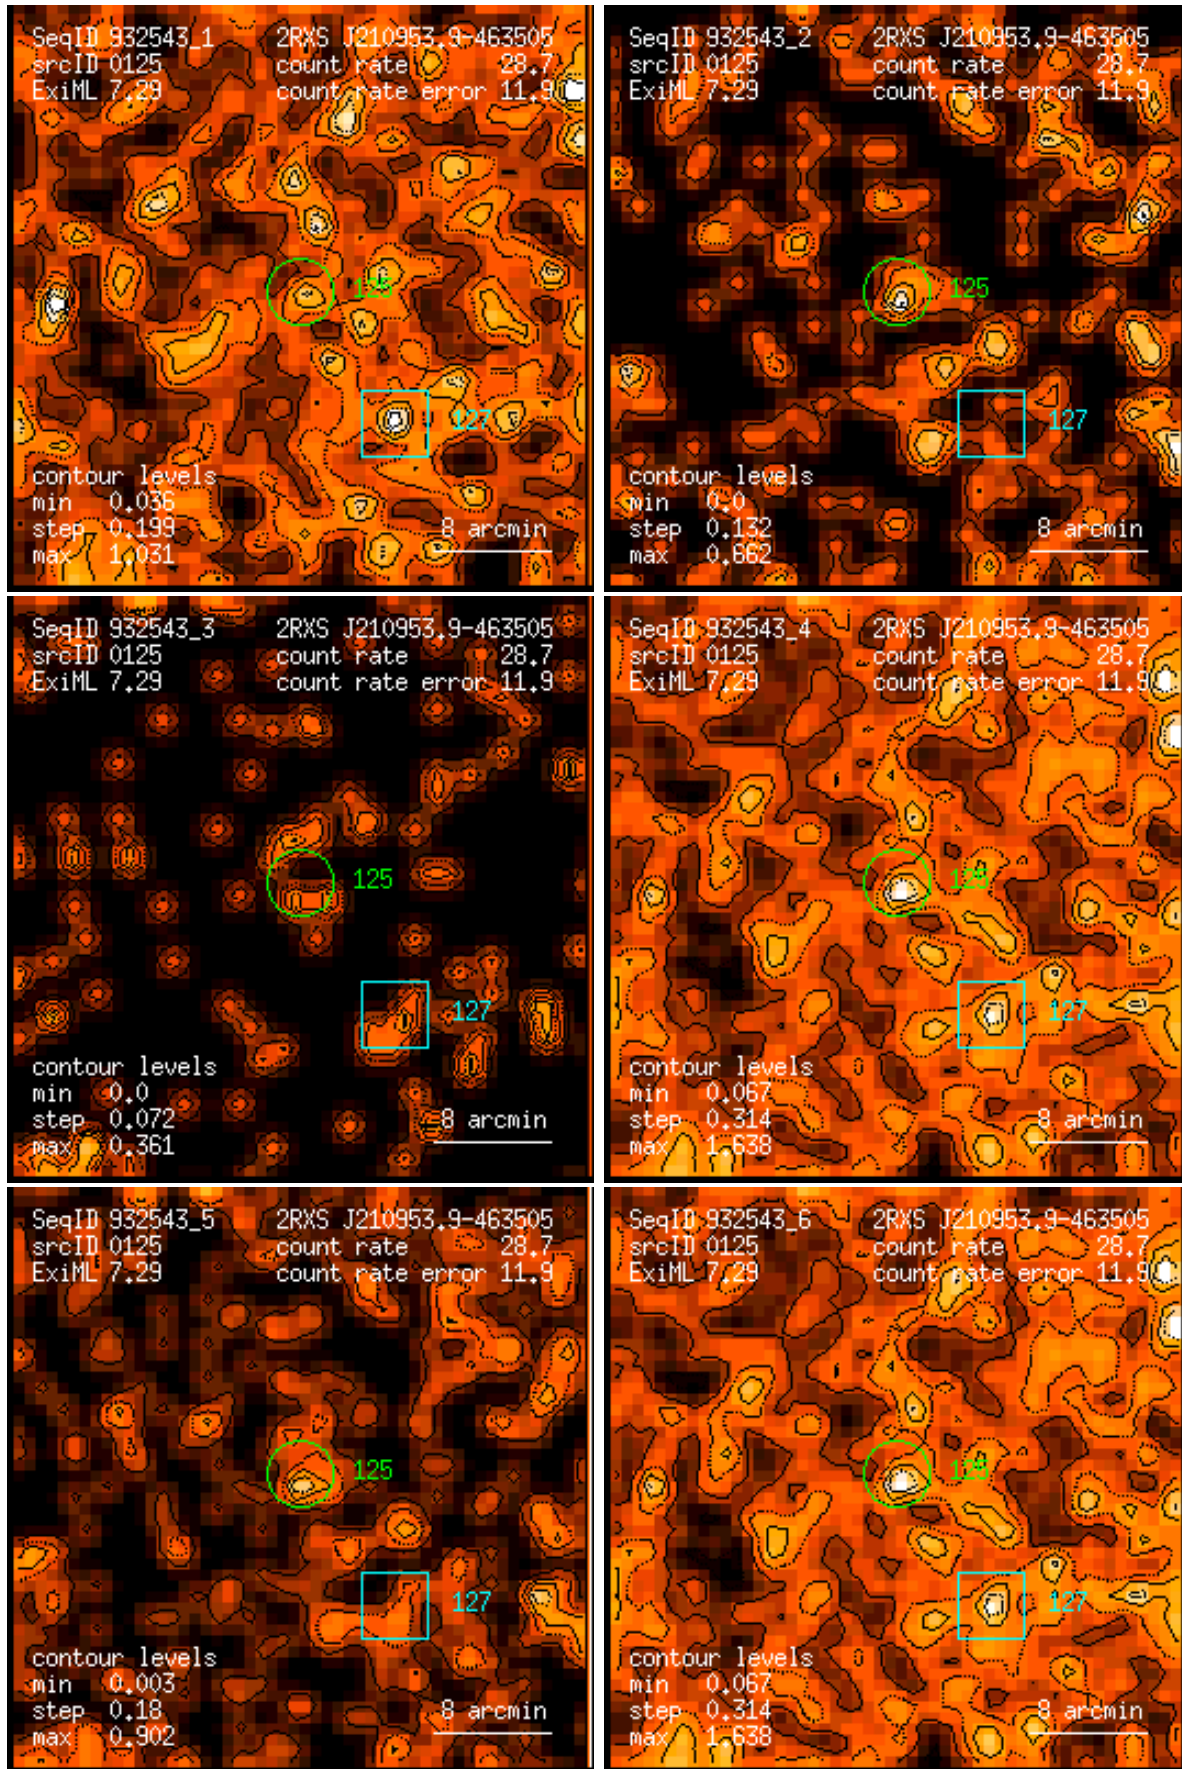 SeqID 932543_1 2RXS J210953.9-463505
srcID 0125 count rate 28.7
ExiML 7.29 count rate error 11.9
125
127
contour levels
min 0.036
step 0.199 8 arcmin
max 1.031
SeqID 932543_2 2RXS J210953.9-463505
srcID 0125 count rate 28.7
ExiML 7.29 count rate error 11.9
125
127
contour levels
min 0.0
step 0.132 8 arcmin
max 0.662
SeqID 932543_3 2RXS J210953.9-463505
srcID 0125 count rate 28.7
ExiML 7.29 count rate error 11.9
125
127
contour levels
min 0.0
step 0.072 8 arcmin
max 0.361
SeqID 932543_4 2RXS J210953.9-463505
srcID 0125 count rate 28.7
ExiML 7.29 count rate error 11.9
125
127
contour levels
min 0.067
step 0.314 8 arcmin
max 1.638
SeqID 932543_5 2RXS J210953.9-463505
srcID 0125 count rate 28.7
ExiML 7.29 count rate error 11.9
125
127
contour levels
min 0.003
step 0.18 8 arcmin
max 0.902
SeqID 932543_6 2RXS J210953.9-463505
srcID 0125 count rate 28.7
ExiML 7.29 count rate error 11.9
125
127
contour levels
min 0.067
step 0.314 8 arcmin
max 1.638